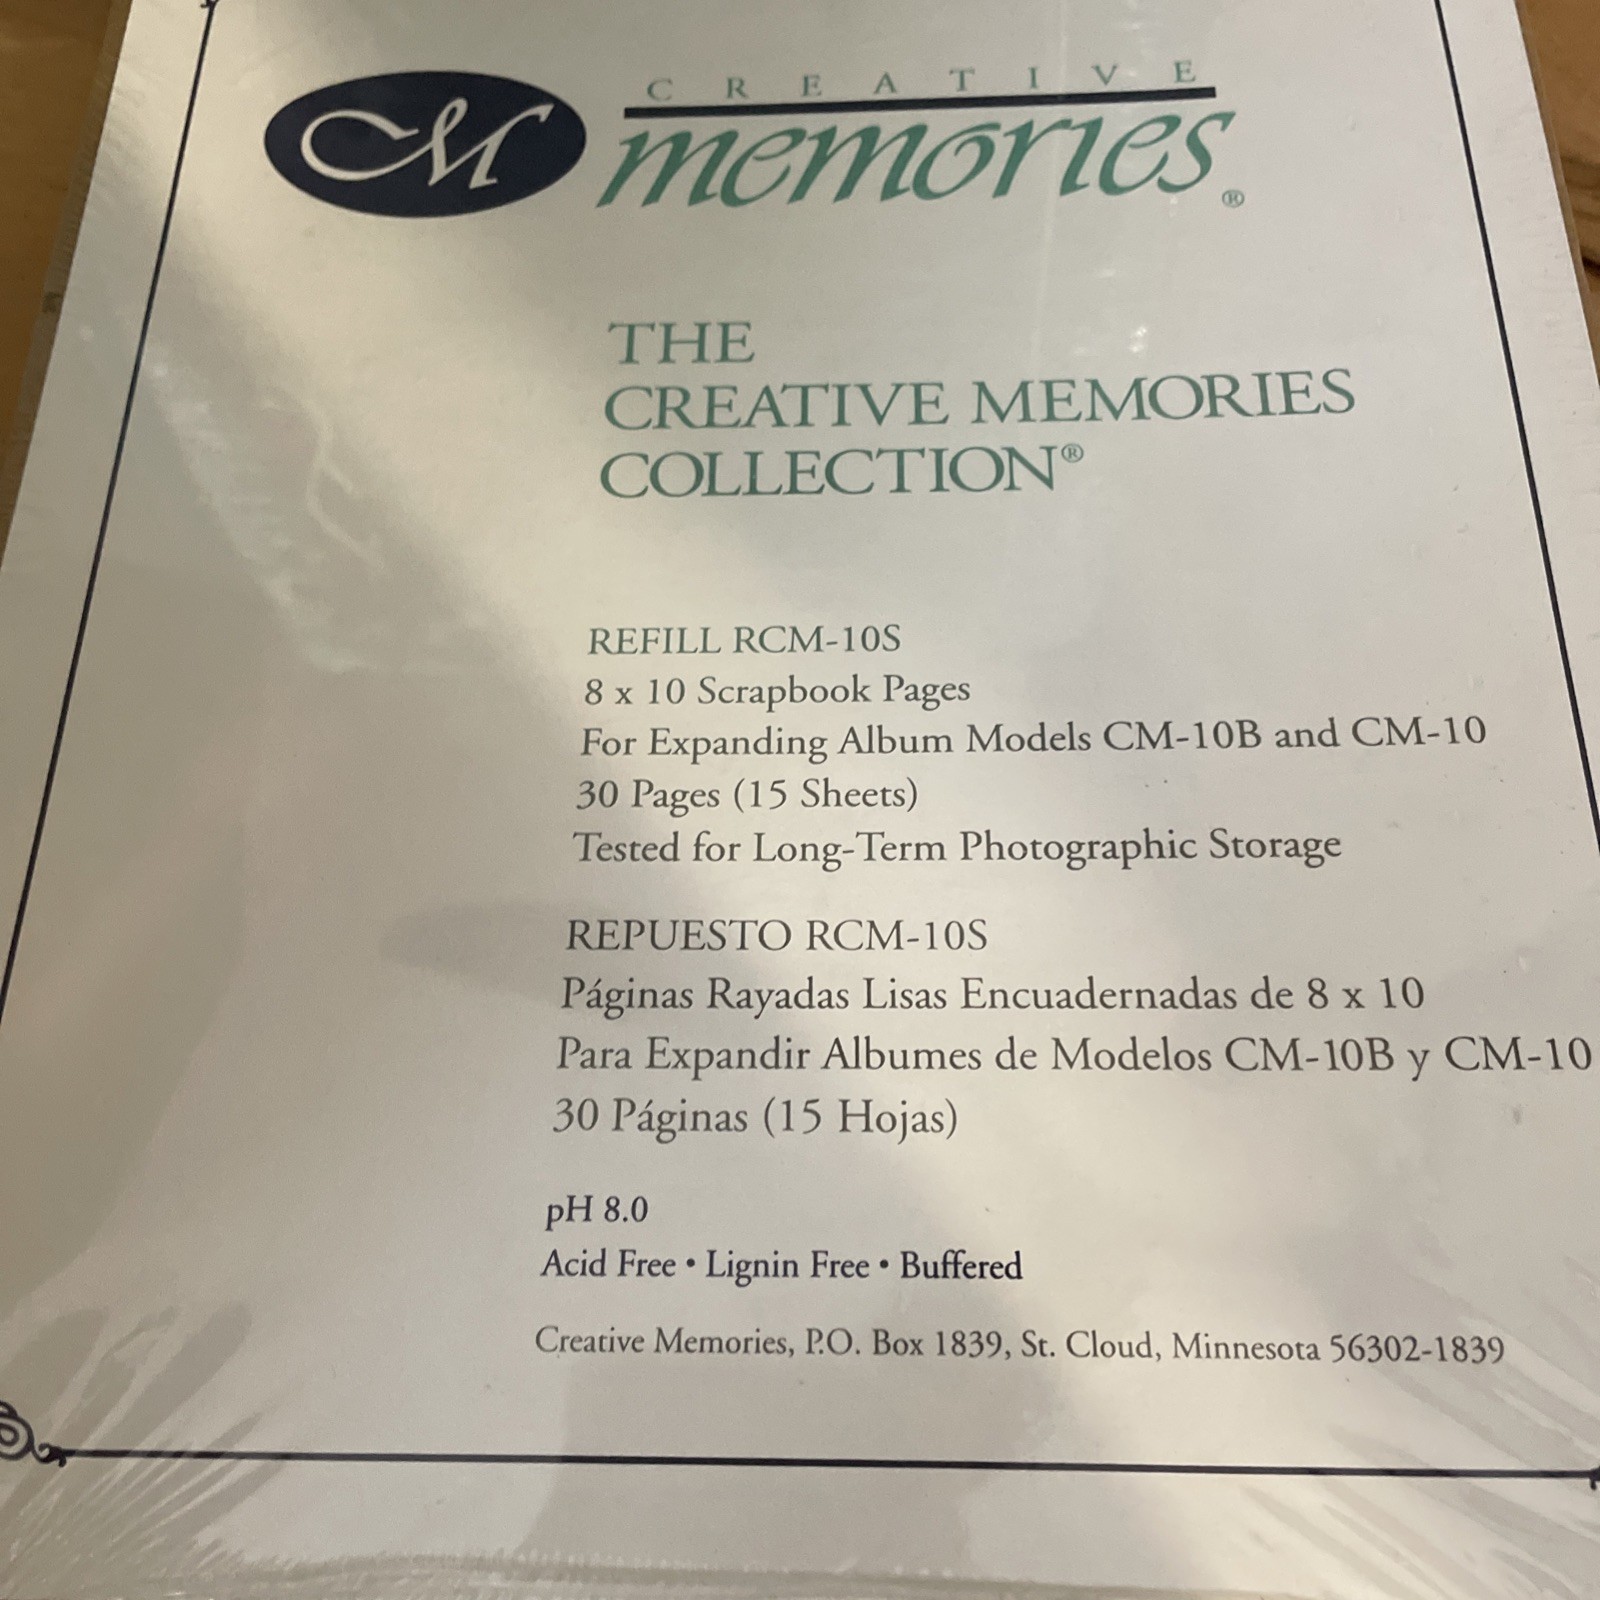 CM
CREATIVE
memories®
THE
CREATIVE MEMORIES
COLLECTION®
REFILL RCM-10S
8 x 10 Scrapbook Pages
For Expanding Album Models CM-10B and CM-10
30 Pages (15 Sheets)
Tested for Long-Term Photographic Storage
REPUESTO RCM-10S
Páginas Rayadas Lisas Encuadernadas de 8 x 10
Para Expandir Albumes de Modelos CM-10B y CM-10
30 Páginas (15 Hojas)
pH 8.0
Acid Free • Lignin Free • Buffered
Creative Memories, P.O. Box 1839, St. Cloud, Minnesota 56302-1839